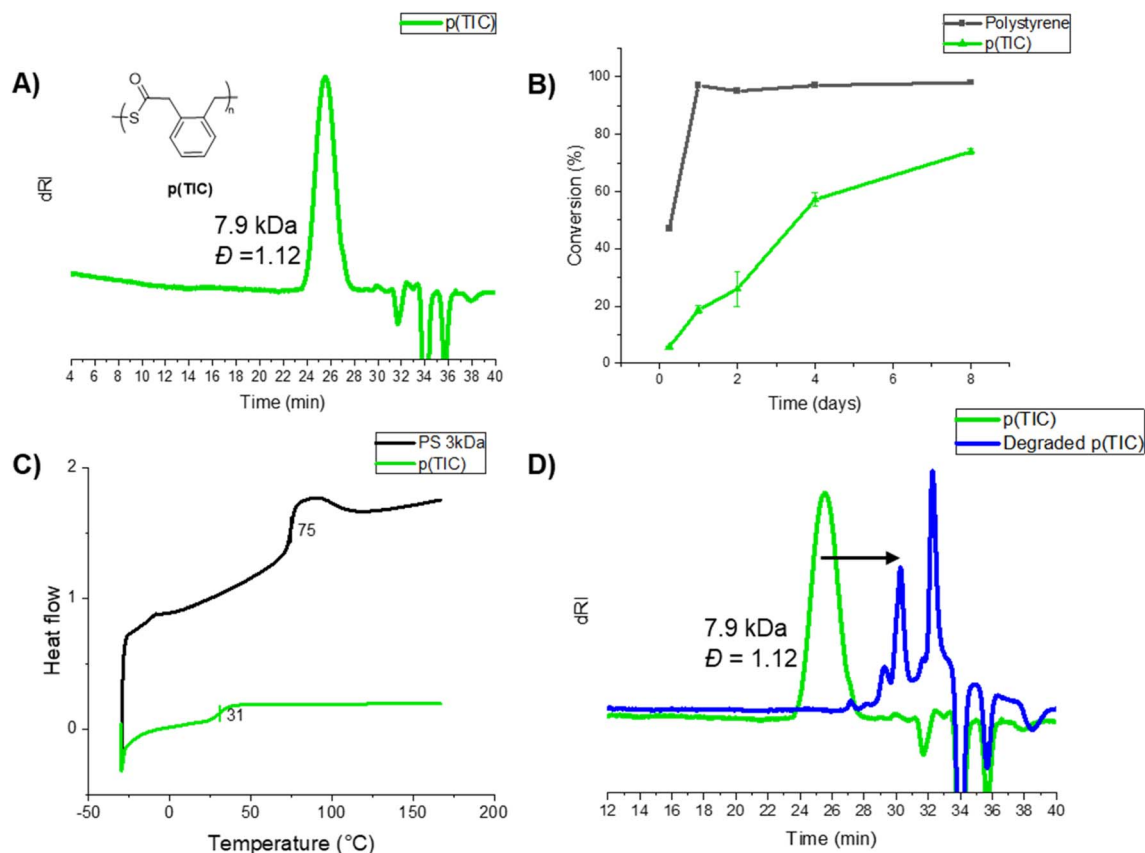 A)
p(TIC)
O
S
n
p(TIC)
7.9 kDa
Đ =1.12
dRI
4 6 8 10 12 14 16 18 20 22 24 26 28 30 32 34 36 38 40
Time (min)
B)
Polystyrene
p(TIC)
100
80
60
40
20
0
Conversion (%)
0 2 4 6 8
Time (days)
C)
PS 3kDa
p(TIC)
2
1
0
Heat flow
75
31
-50 0 50 100 150 200
Temperature (°C)
D)
p(TIC)
Degraded p(TIC)
7.9 kDa
Đ = 1.12
dRI
12 14 16 18 20 22 24 26 28 30 32 34 36 38 40
Time (min)